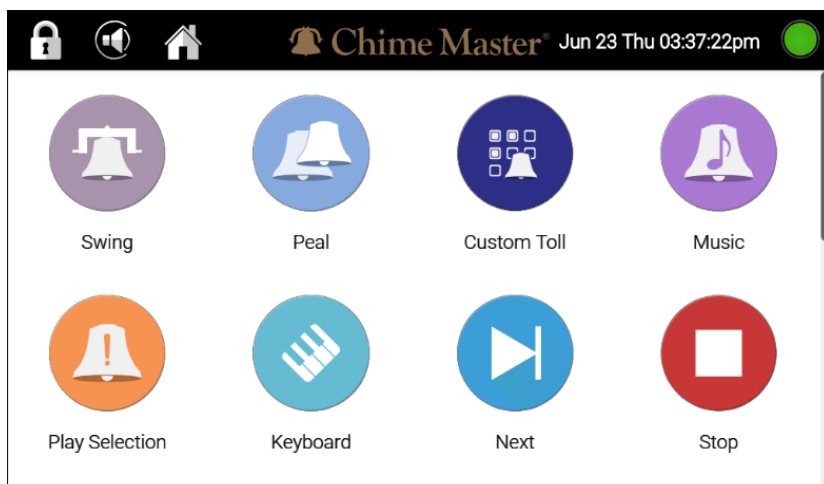 Chime Master® Jun 23 Thu 03:37:22pm
Swing Peal Custom Toll Music
Play Selection Keyboard Next Stop